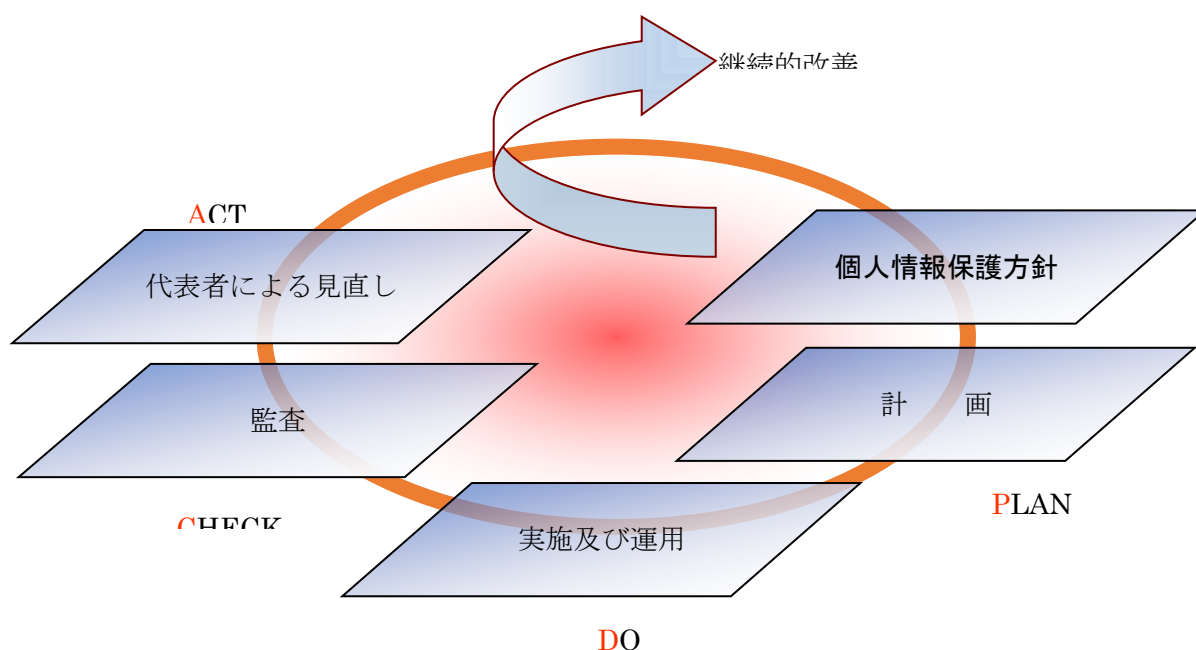 継続的改善
ACT
代表者による見直し
個人情報保護方針
監査
計　画
CHECK
PLAN
実施及び運用
DO